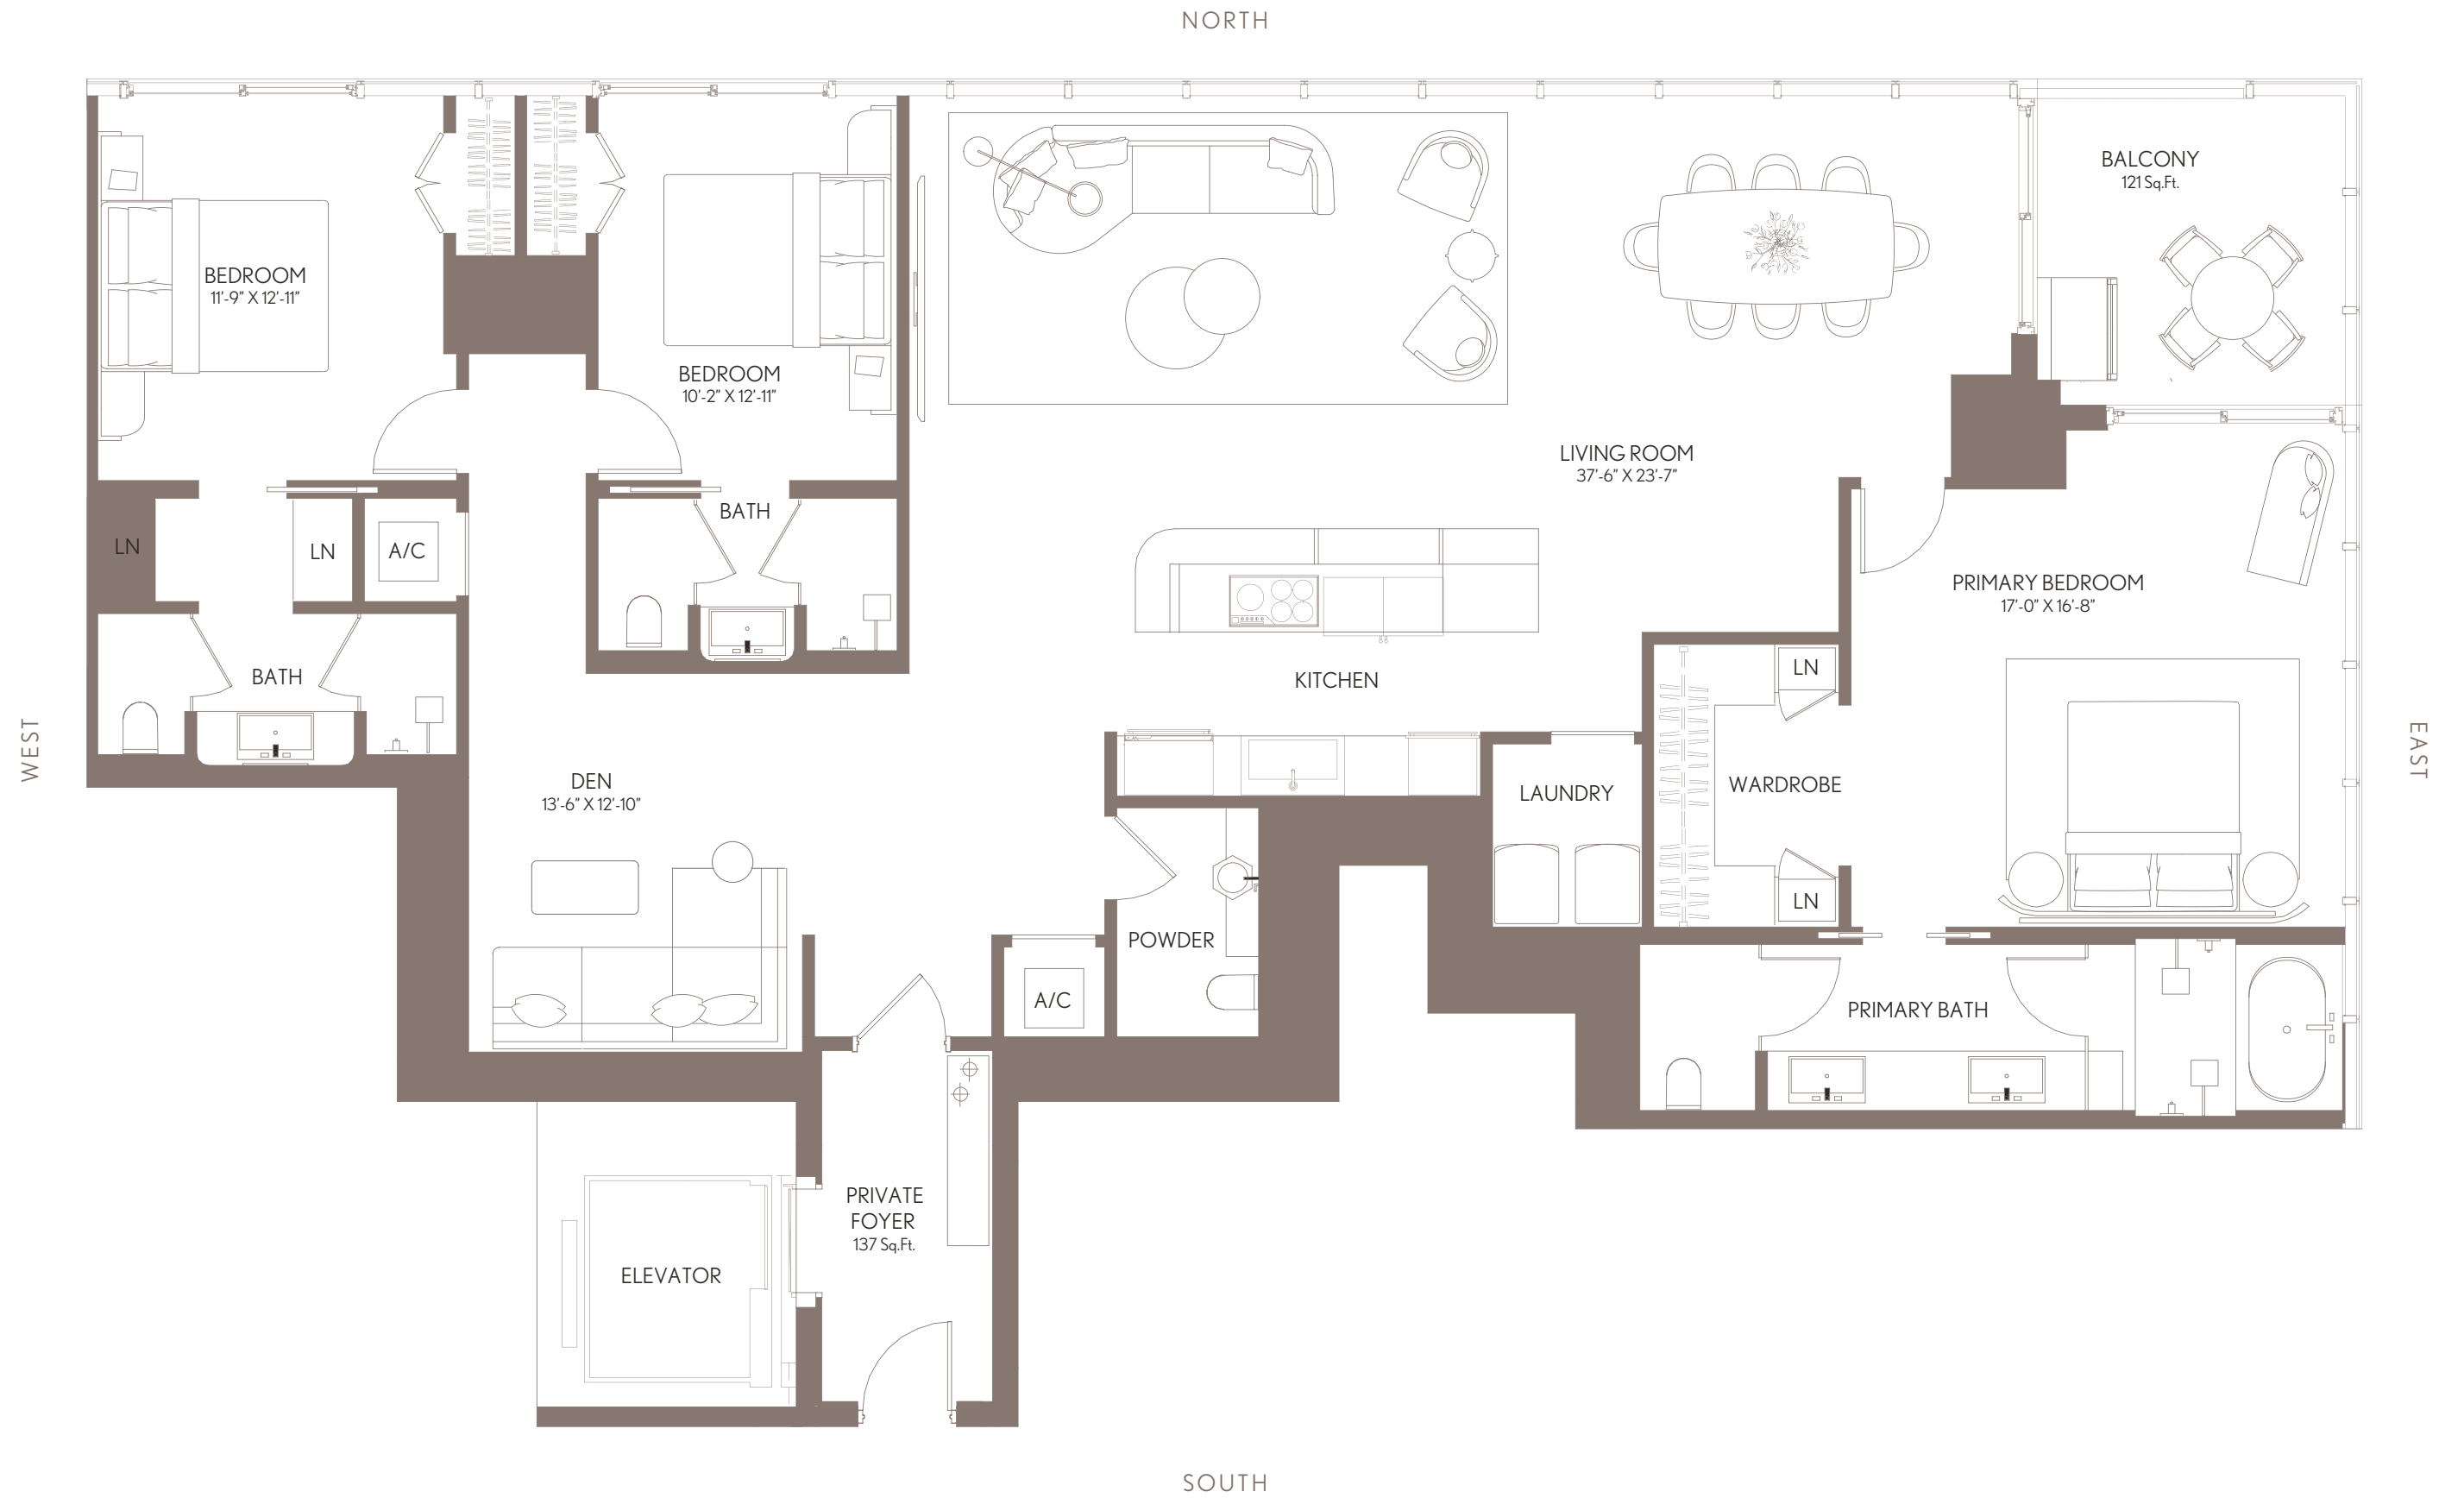 NORTH
BALCONY
121 Sq.Ft.
BEDROOM
11'-9" X 12'-11"
BEDROOM
10'-2" X 12'-11"
LIVING ROOM
37'-6" X 23'-7"
BATH
LN
LN
A/C
PRIMARY BEDROOM
17'-0" X 16'-8"
BATH
KITCHEN
LN
WEST
EAST
DEN
13'-6" X 12'-10"
LAUNDRY
WARDROBE
LN
POWDER
A/C
PRIMARY BATH
PRIVATE
FOYER
137 Sq.Ft.
ELEVATOR
SOUTH